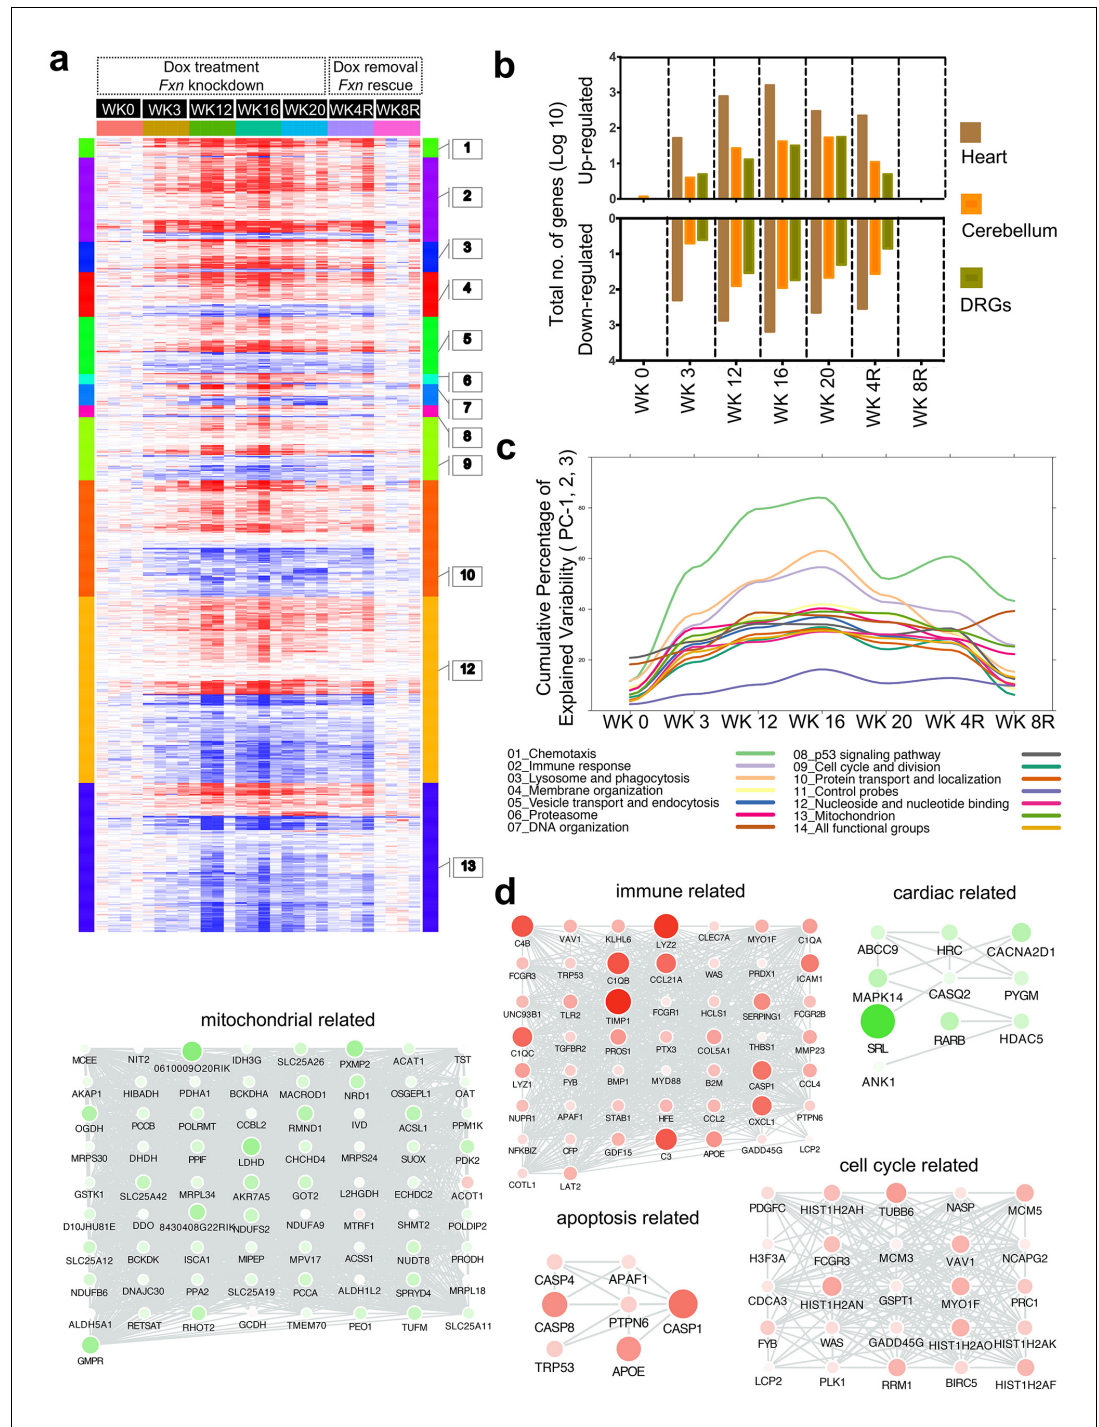 a
Dox treatment
Fxn knockdown
Dox removal
Fxn rescue
WK0 WK3 WK12 WK16 WK20 WK4R WK8R
1
2
3
4
5
6
7
8
9
10
12
13
b
Total no. of genes (Log 10)
Up-regulated
Down-regulated
4
3
2
1
0
0
1
2
3
4
WK 0
WK 3
WK 12
WK 16
WK 20
WK 4R
WK 8R
Heart
Cerebellum
DRGs
c
Cumulative Percentage of
Explained Variability ( PC-1, 2, 3)
80
60
40
20
WK 0 WK 3 WK 12 WK 16 WK 20 WK 4R WK 8R
01_Chemotaxis
02_Immune response
03_Lysosome and phagocytosis
04_Membrane organization
05_Vesicle transport and endocytosis
06_Proteasome
07_DNA organization
08_p53 signaling pathway
09_Cell cycle and division
10_Protein transport and localization
11_Control probes
12_Nucleoside and nucleotide binding
13_Mitochondrion
14_All functional groups
d
mitochondrial related
MCEE NIT2 0610009O20RIK IDH3G SLC25A26 PXMP2 ACAT1 TST
AKAP1 HIBADH PDHA1 BCKDHA MACROD1 NRD1 OSGEPL1 OAT
OGDH PCCB POLRMT CCBL2 RMND1 IVD ACSL1 PPM1K
MRPS30 DHDH PPIF LDHD CHCHD4 MRPS24 SUOX PDK2
GSTK1 SLC25A42 MRPL34 AKR7A5 GOT2 L2HGDH ECHDC2 ACOT1
D10JHU81E DDO 8430408G22RIK NDUFS2 NDUFA9 MTRF1 SHMT2 POLDIP2
SLC25A12 BCKDK ISCA1 MIPEP MPV17 ACSS1 NUDT8 PRODH
NDUFB6 DNAJC30 PPA2 SLC25A19 PCCA ALDH1L2 SPRYD4 MRPL18
ALDH5A1 RETSAT RHOT2 GCDH TMEM70 PEO1 TUFM SLC25A11
GMPR
immune related
C4B VAV1 KLHL6 LYZ2 CLEC7A MYO1F C1QA
FCGR3 TRP53 C1QB CCL21A WAS PRDX1 ICAM1
UNC93B1 TLR2 TIMP1 FCGR1 HCLS1 SERPING1 FCGR2B
C1QC TGFBR2 PROS1 PTX3 COL5A1 THBS1 MMP23
LYZ1 FYB BMP1 MYD88 B2M CASP1 CCL4
NUPR1 APAF1 STAB1 HFE CCL2 CXCL1 PTPN6
NFKBIZ CFP GDF15 C3 APOE GADD45G LCP2
COTL1 LAT2
cardiac related
ABCC9 HRC CACNA2D1
MAPK14 CASQ2 PYGM
SRL RARB HDAC5
ANK1
apoptosis related
CASP4 APAF1
CASP8 PTPN6 CASP1
TRP53 APOE
cell cycle related
PDGFC HIST1H2AH TUBB6 NASP MCM5
H3F3A FCGR3 MCM3 VAV1 NCAPG2
CDCA3 HIST1H2AN GSPT1 MYO1F PRC1
FYB WAS GADD45G HIST1H2AO HIST1H2AK
LCP2 PLK1 RRM1 BIRC5 HIST1H2AF